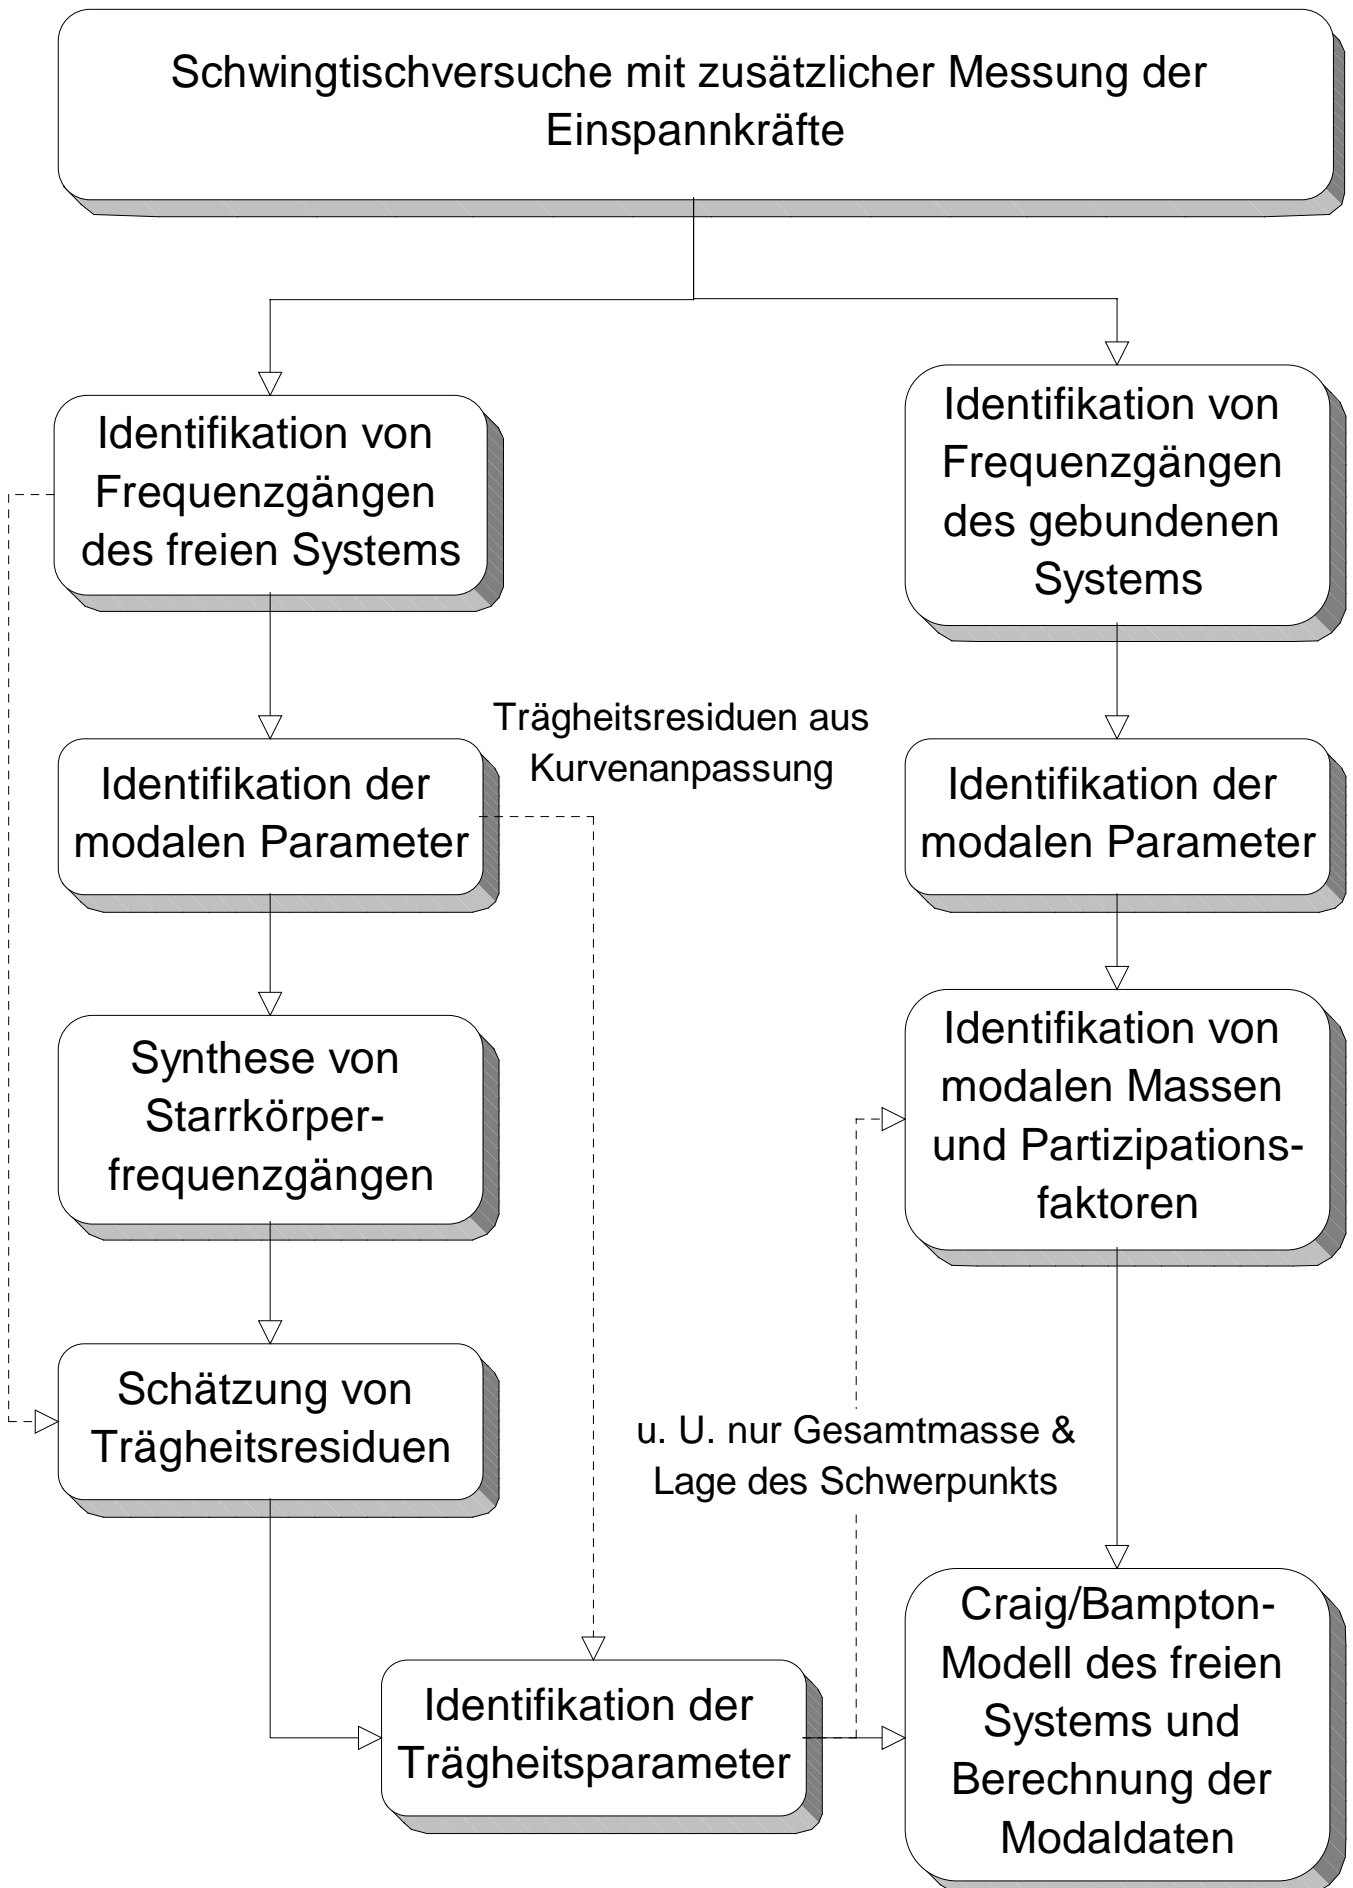 Schwingtischversuche mit zusätzlicher Messung der
Einspannkräfte
Identifikation von
Frequenzgängen
des freien Systems
Identifikation von
Frequenzgängen
des gebundenen
Systems
Trägheitsresiduen aus
Kurvenanpassung
Identifikation der
modalen Parameter
Identifikation der
modalen Parameter
Synthese von
Starrkörper-
frequenzgängen
Identifikation von
modalen Massen
und Partizipations-
faktoren
Schätzung von
Trägheitsresiduen
u. U. nur Gesamtmasse &
Lage des Schwerpunkts
Identifikation der
Trägheitsparameter
Craig/Bampton-
Modell des freien
Systems und
Berechnung der
Modaldaten